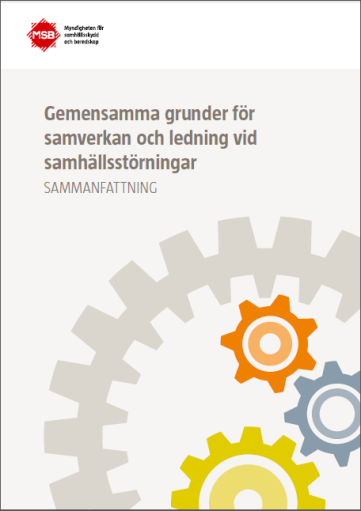 MSB
Myndigheten för
samhällsskydd
och beredskap
Gemensamma grunder för
samverkan och ledning vid
samhällsstörningar
SAMMANFATTNING